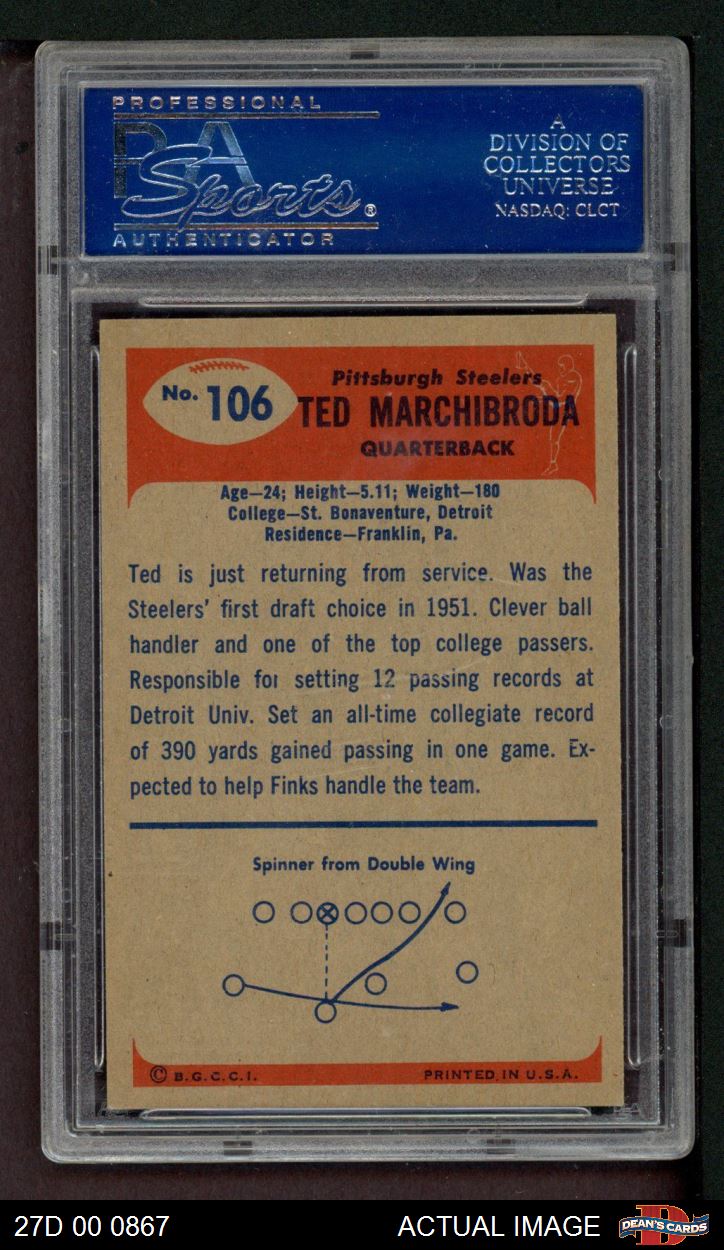 PROFESSIONAL
PSA
Sports®
AUTHENTICATOR
A
DIVISION OF
COLLECTORS
UNIVERSE
NASDAQ: CLCT
No. 106
Pittsburgh Steelers
TED MARCHIBRODA
QUARTERBACK
Age—24; Height—5.11; Weight—180
College—St. Bonaventure, Detroit
Residence—Franklin, Pa.
Ted is just returning from service. Was the
Steelers' first draft choice in 1951. Clever ball
handler and one of the top college passers.
Responsible for setting 12 passing records at
Detroit Univ. Set an all-time collegiate record
of 390 yards gained passing in one game. Ex-
pected to help Finks handle the team.
Spinner from Double Wing
© B.G.C.C.I.
PRINTED IN U.S.A.
27D 00 0867
ACTUAL IMAGE
D
DEAN'S CARDS